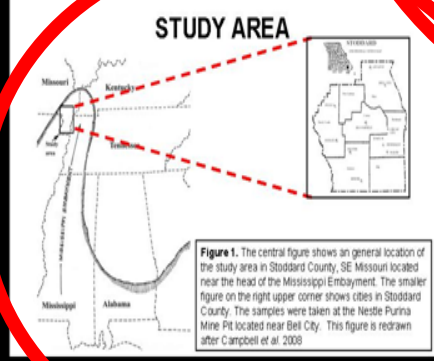 STUDY AREA
Missouri
Kentucky
Study
area
Tennessee
Mississippi
Alabama
STODDARD
Figure 1. The central figure shows an general location of
the study area in Stoddard County, SE Missouri located
near the head of the Mississippi Embayment. The smaller
figure on the right upper corner shows cities in Stoddard
County. The samples were taken at the Nestle Purina
Mine Pit located near Bell City. This figure is redrawn
after Campbell et al. 2008